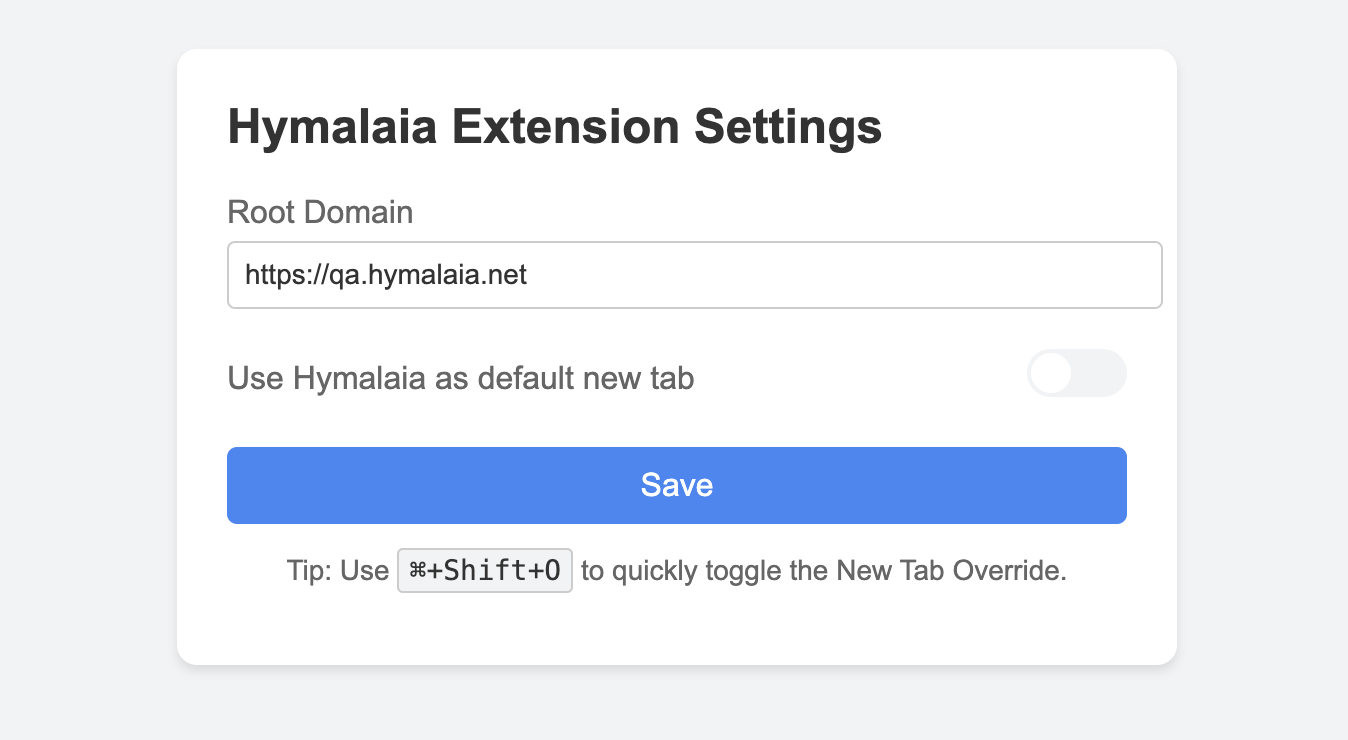 Hymalaia Extension Settings
Root Domain
https://qa.hymalaia.net
Use Hymalaia as default new tab
Save
Tip: Use ⌘+Shift+O to quickly toggle the New Tab Override.